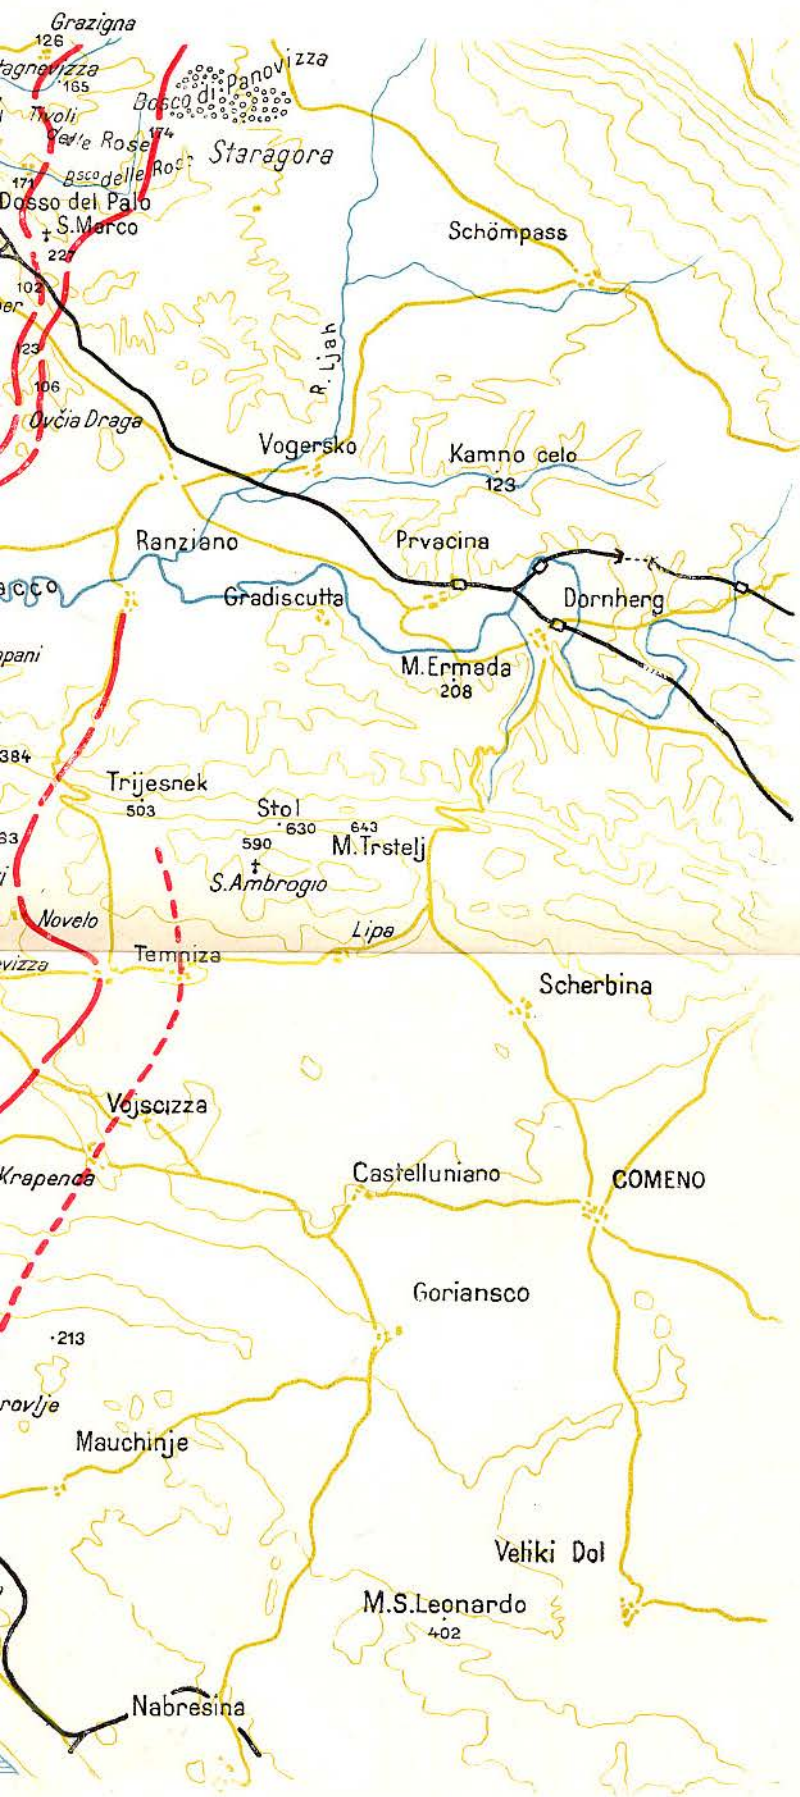 Grazigna
126
165
Tivoli
Bosco di Panovizza
delle Rose
174
Staragora
171
Bsco delle Rose
Dosso del Palo
S.Marco
227
Schömpass
102
R. Ljah
123
106
Ovčia Draga
Vogersko
Kamno celo
123
Ranziano
Prvacina
Gradiscutta
Dornherg
M.Ermada
208
384
Trijesnek
503
Stol
630
643
590
M.Trstelj
63
S.Ambrogio
Novelo
Lipa
Temniza
Scherbina
Vojscizza
Krapenca
Castelluniano
COMENO
Goriansco
213
Mauchinje
Veliki Dol
M.S.Leonardo
402
Nabresina